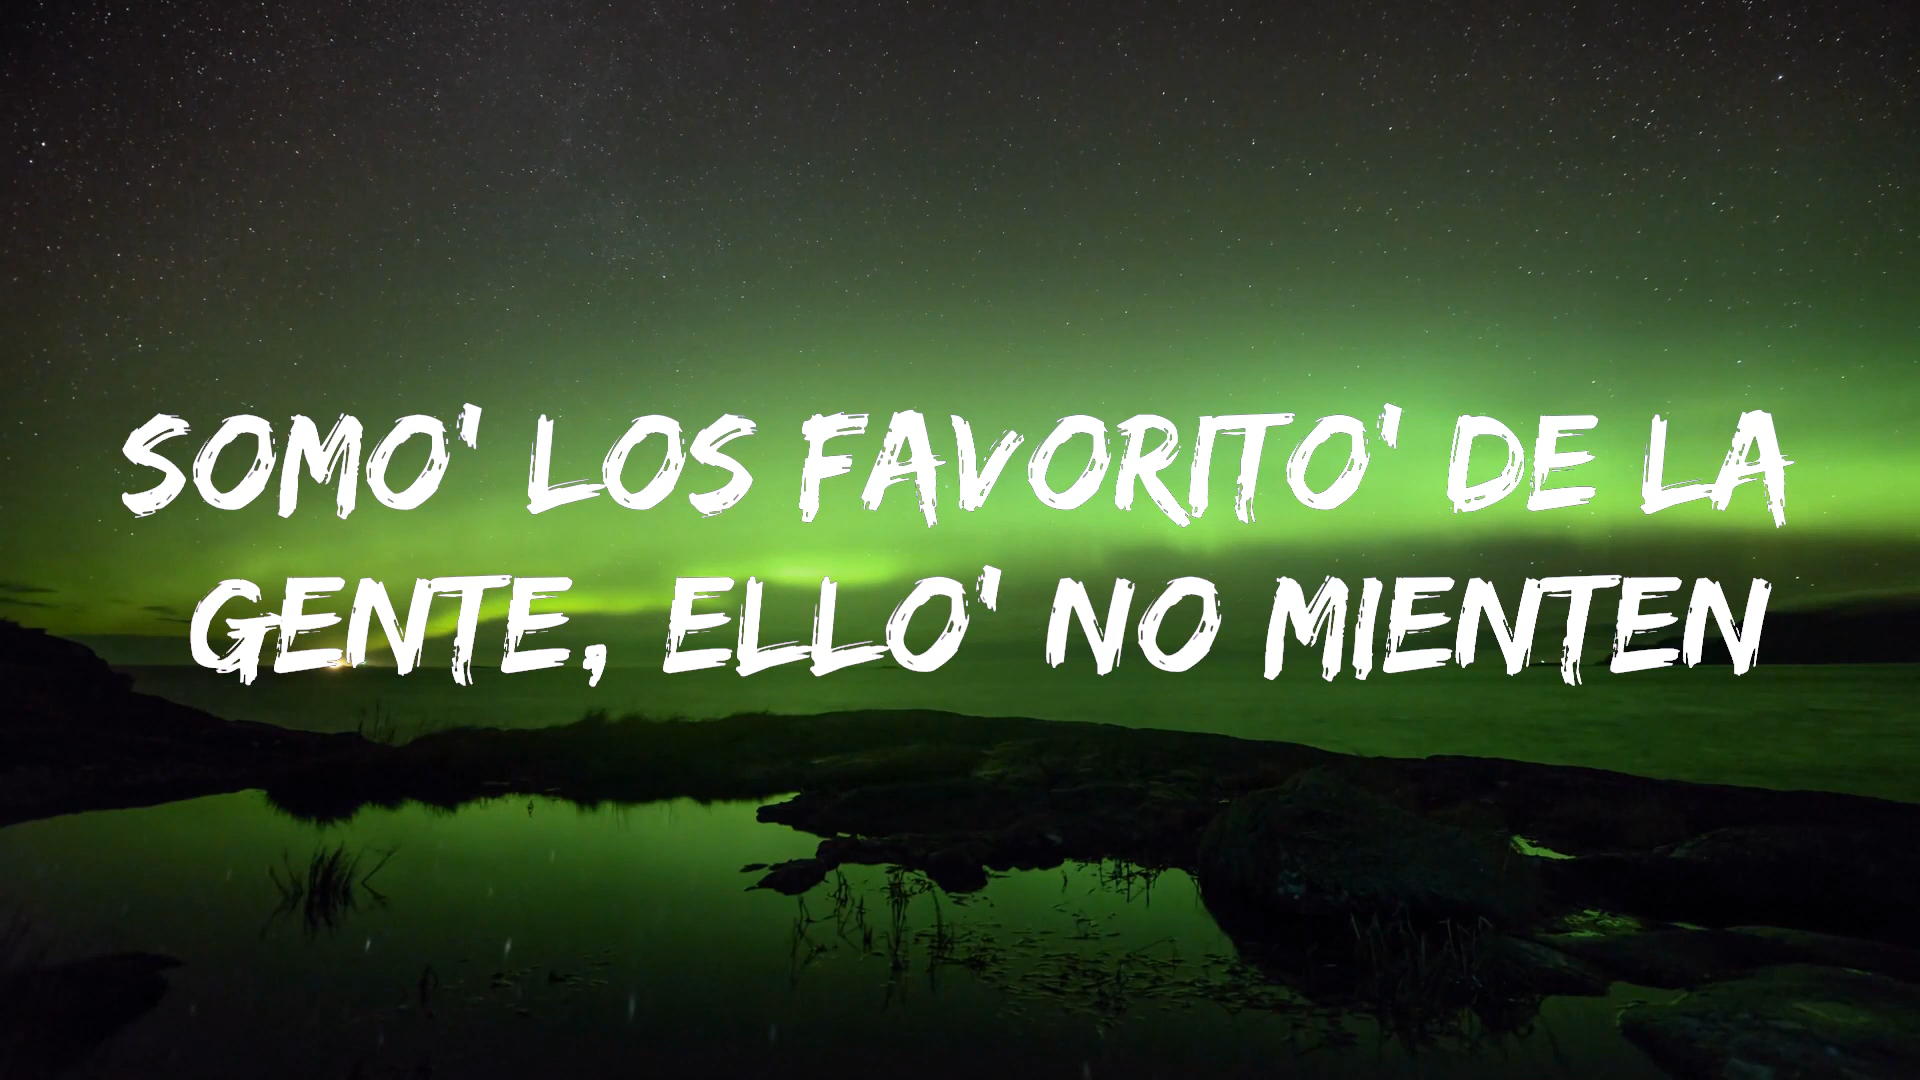 SOMO' LOS FAVORITO' DE LA
GENTE, ELLO' NO MIENTEN